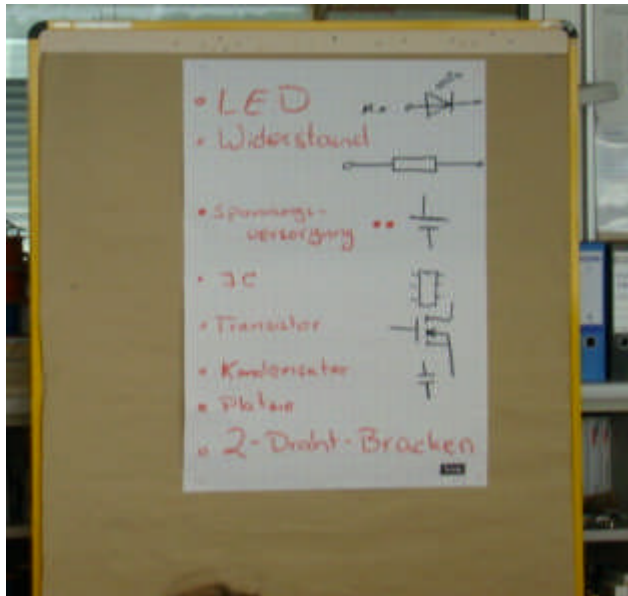 LED
Widerstand
Spannungs-
versorgung
IC
Transistor
Kondensator
Platine
2-Draht-Brücken